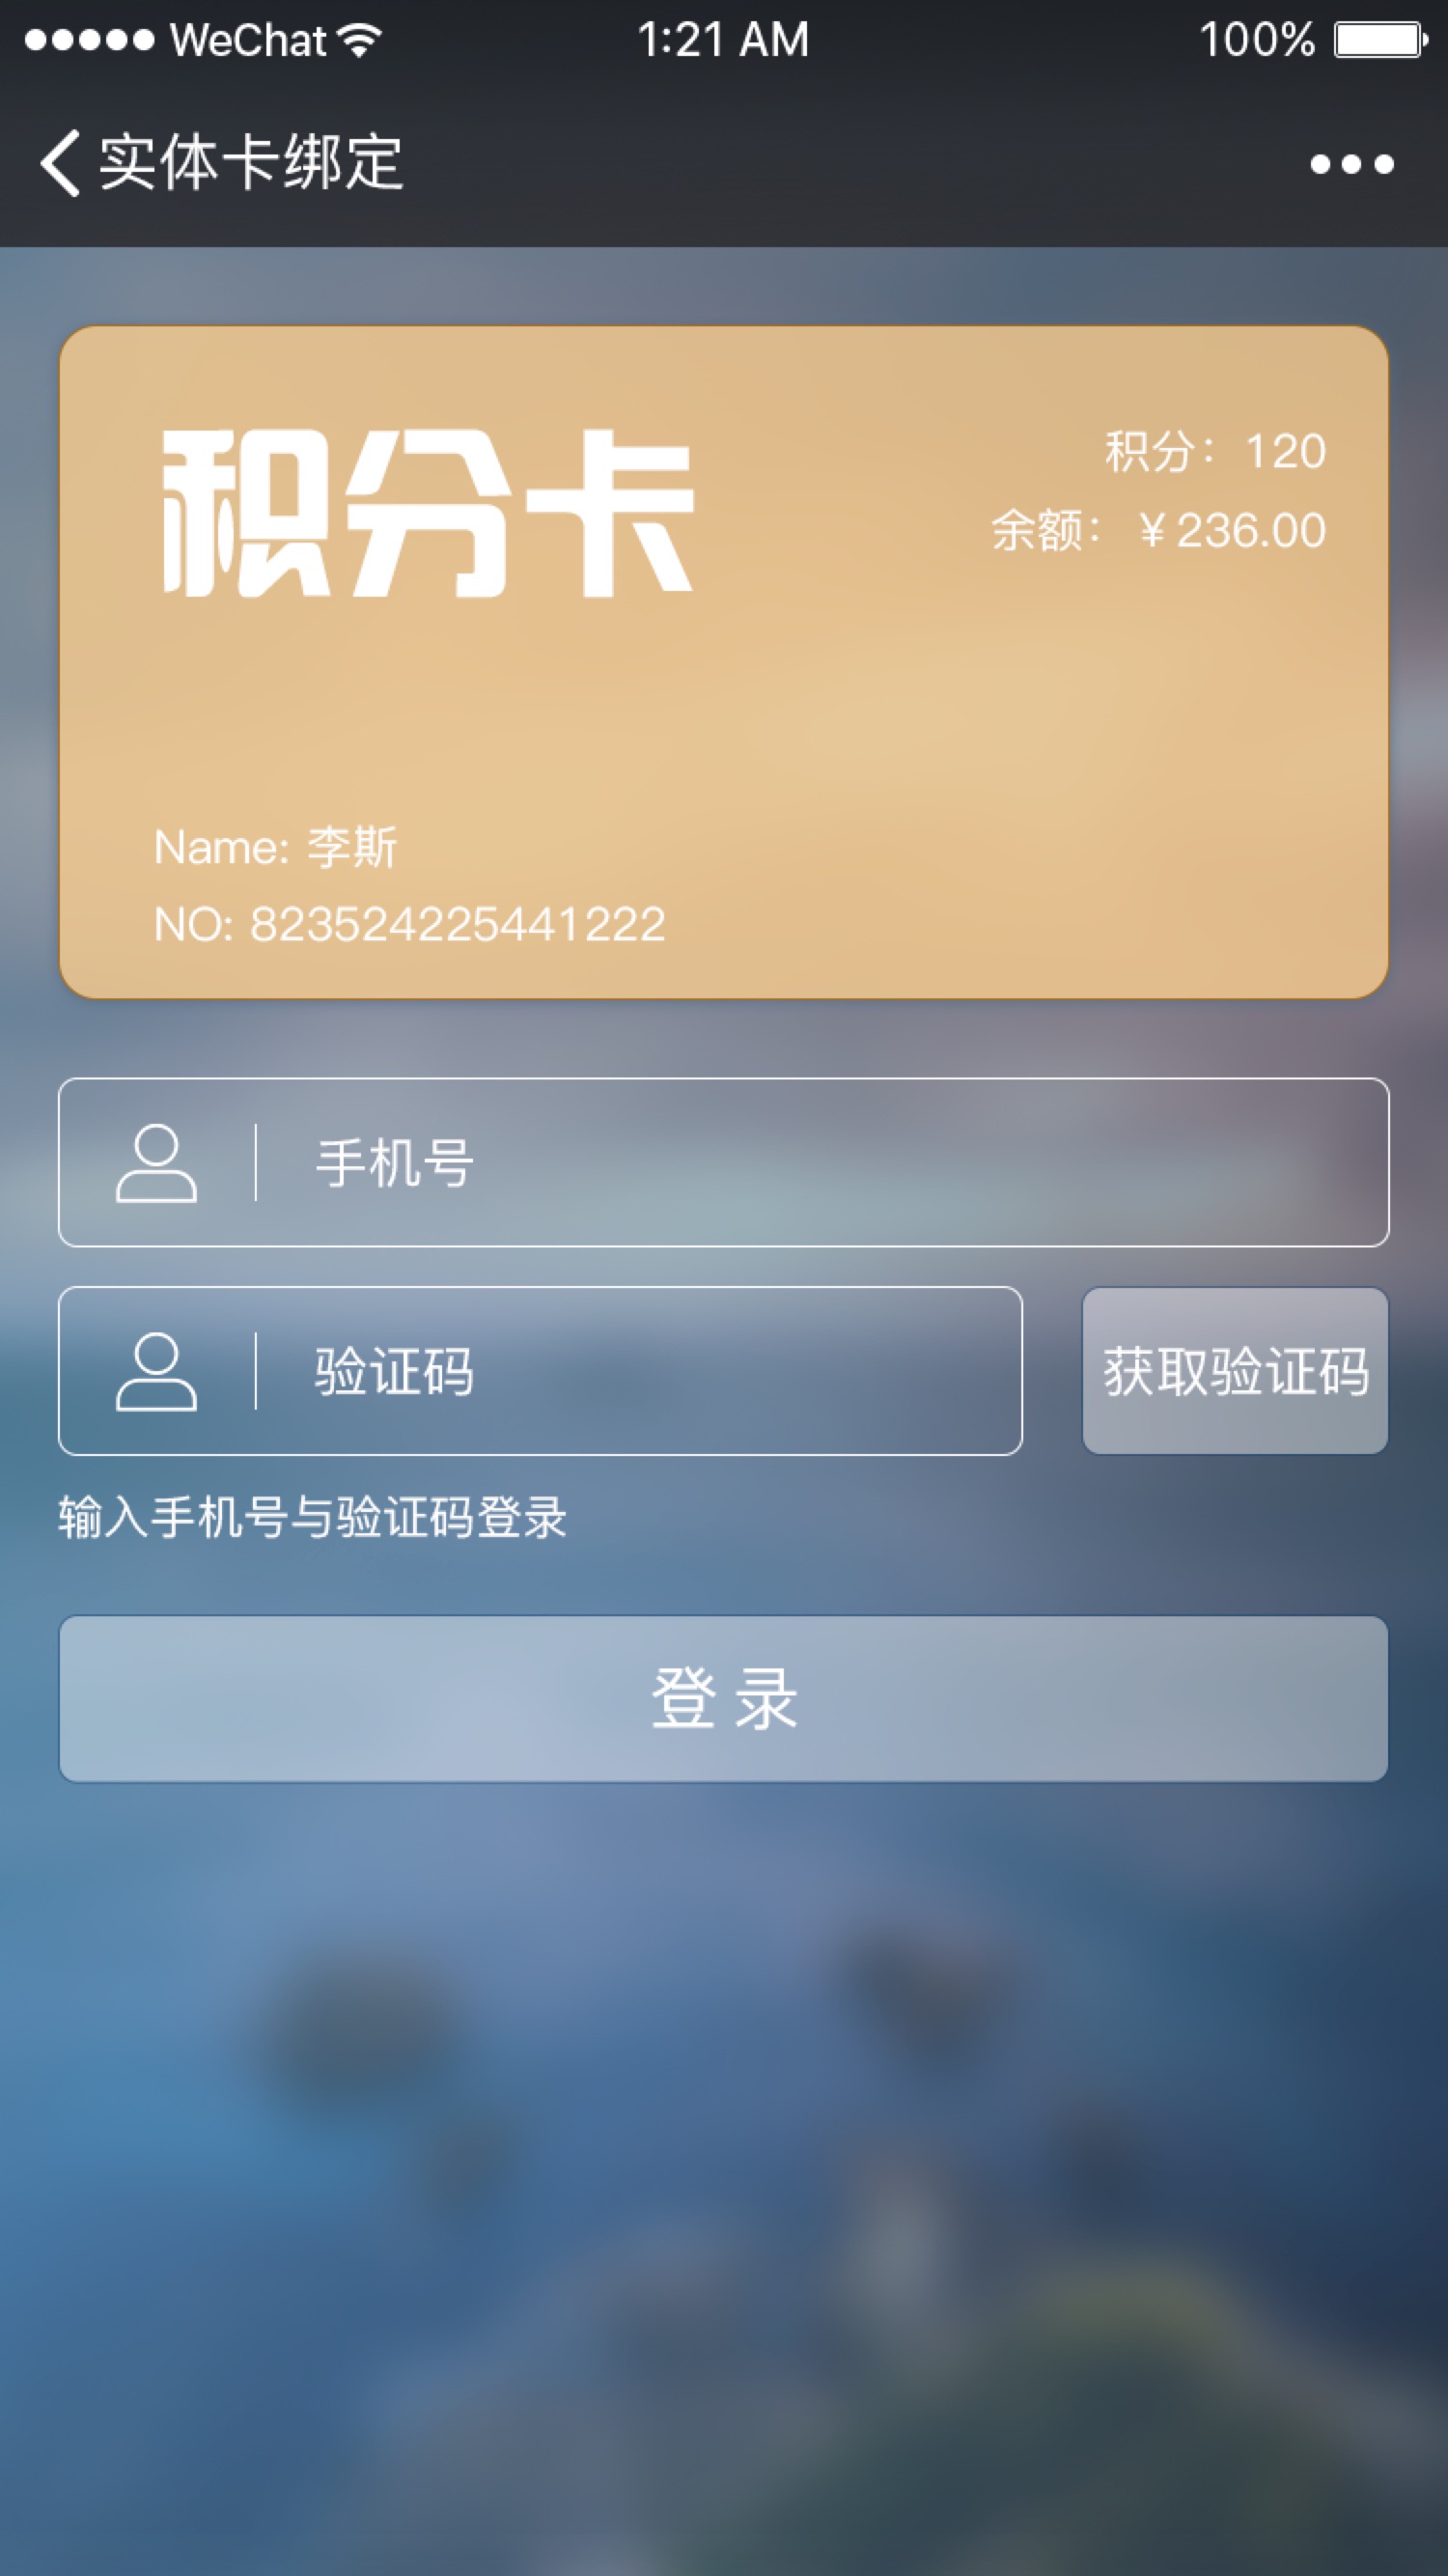 WeChat 1:21 AM 100%
实体卡绑定
积分卡
积分：120
余额：￥236.00
Name: 李斯
NO: 823524225441222
手机号
验证码 获取验证码
输入手机号与验证码登录
登录